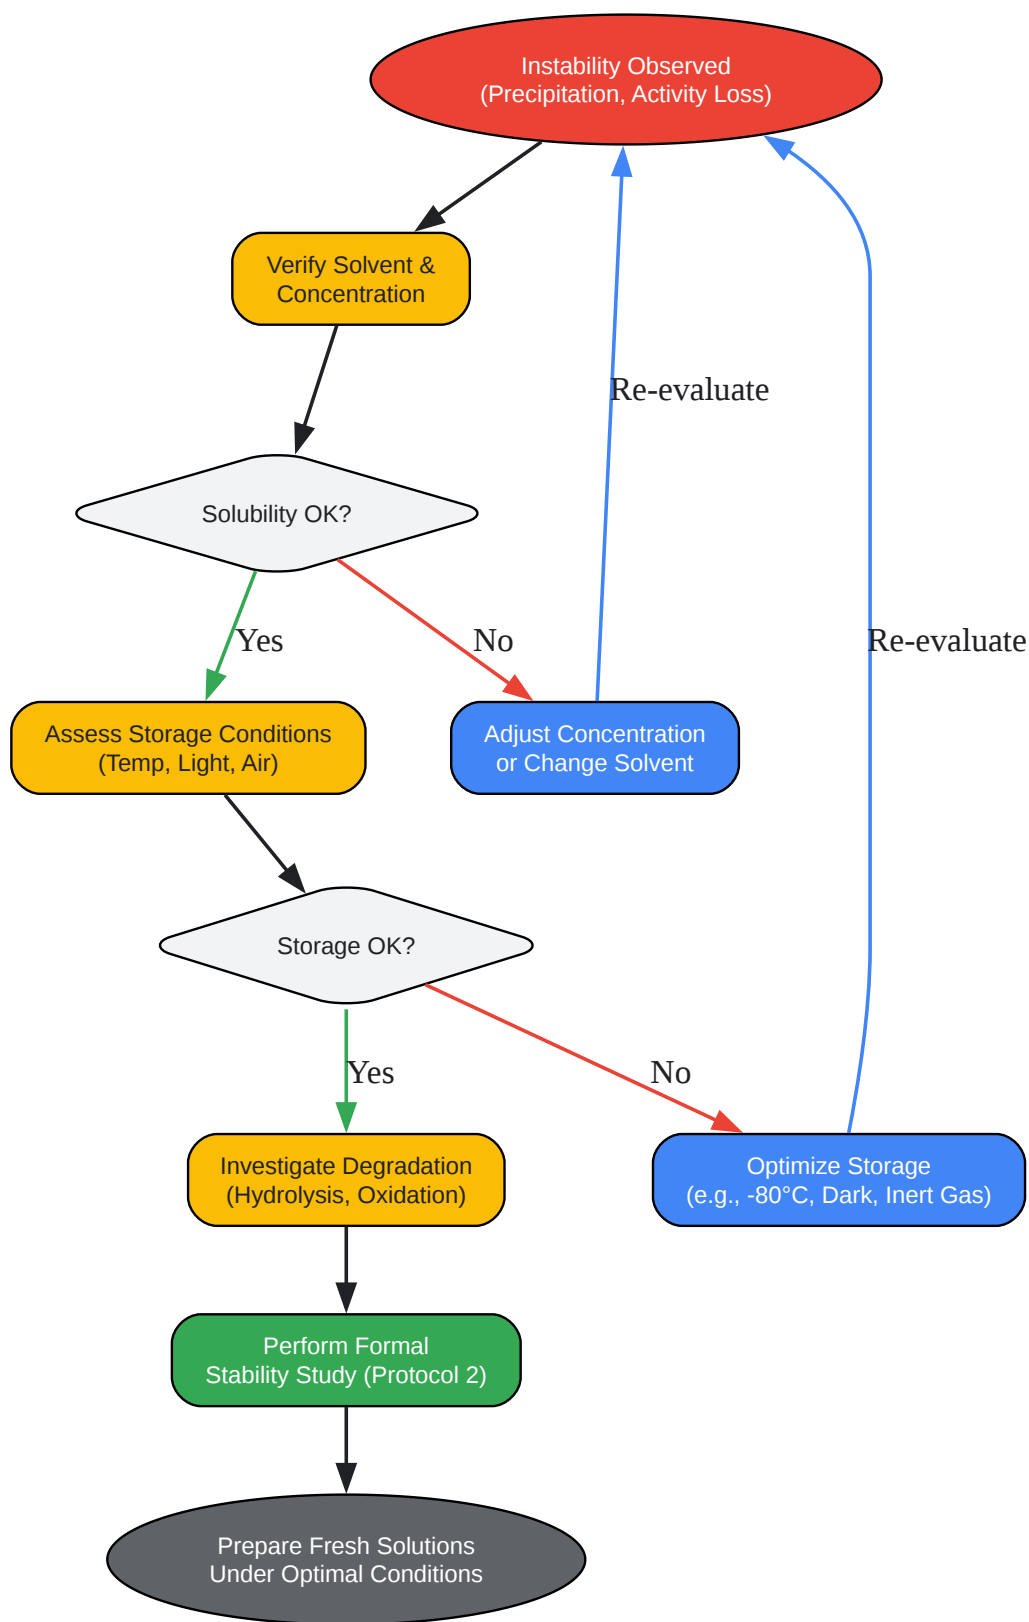 Instability Observed
(Precipitation, Activity Loss)
Verify Solvent &
Concentration
Re-evaluate
Solubility OK?
Yes
No
Re-evaluate
Assess Storage Conditions
(Temp, Light, Air)
Adjust Concentration
or Change Solvent
Storage OK?
Yes
No
Investigate Degradation
(Hydrolysis, Oxidation)
Optimize Storage
(e.g., -80°C, Dark, Inert Gas)
Perform Formal
Stability Study (Protocol 2)
Prepare Fresh Solutions
Under Optimal Conditions